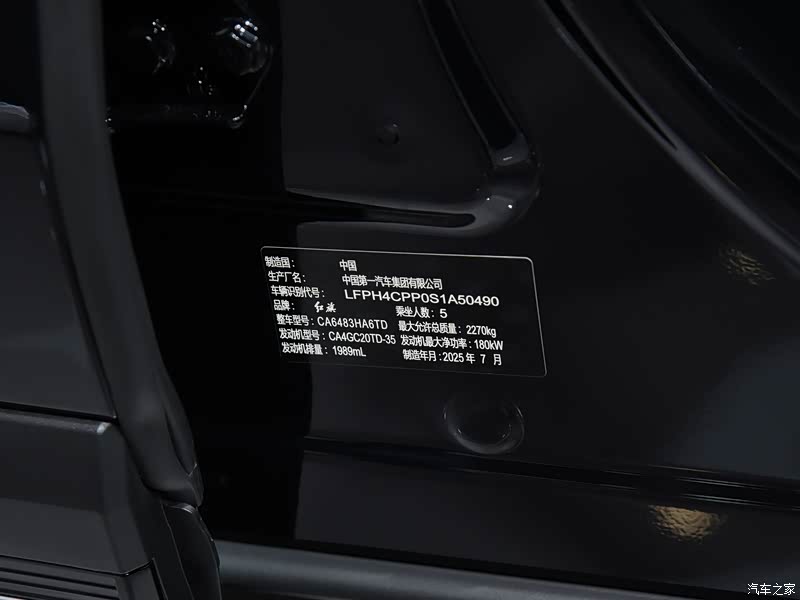 制造国： 中国
生产厂名： 中国第一汽车集团有限公司
车辆识别代号： LFPH4CPP0S1A50490
品牌： 红旗 乘坐人数：5
整车型号：CA6483HA6TD 最大允许总质量：2270kg
发动机型号：CA4GC20TD-35 发动机最大净功率：180kW
发动机排量：1989mL 制造年月：2025年 7 月
汽车之家